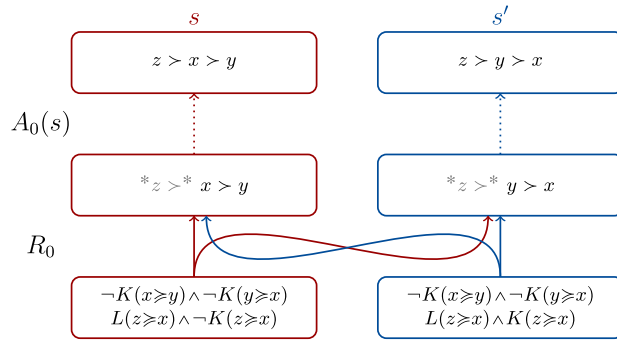 s s′
z ≻ x ≻ y z ≻ y ≻ x
A₀(s)
*z ≻* x ≻ y *z ≻* y ≻ x
R₀
¬K(x≽y) ∧ ¬K(y≽x) ¬K(x≽y) ∧ ¬K(y≽x)
L(z≽x) ∧ ¬K(z≽x) L(z≽x) ∧ K(z≽x)